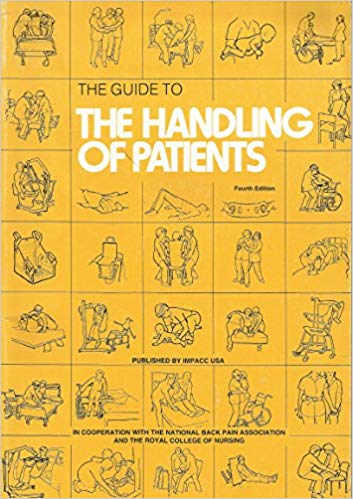 THE GUIDE TO
THE HANDLING
OF PATIENTS
Fourth Edition
PUBLISHED BY IMPACC USA
IN COOPERATION WITH THE NATIONAL BACK PAIN ASSOCIATION
AND THE ROYAL COLLEGE OF NURSING